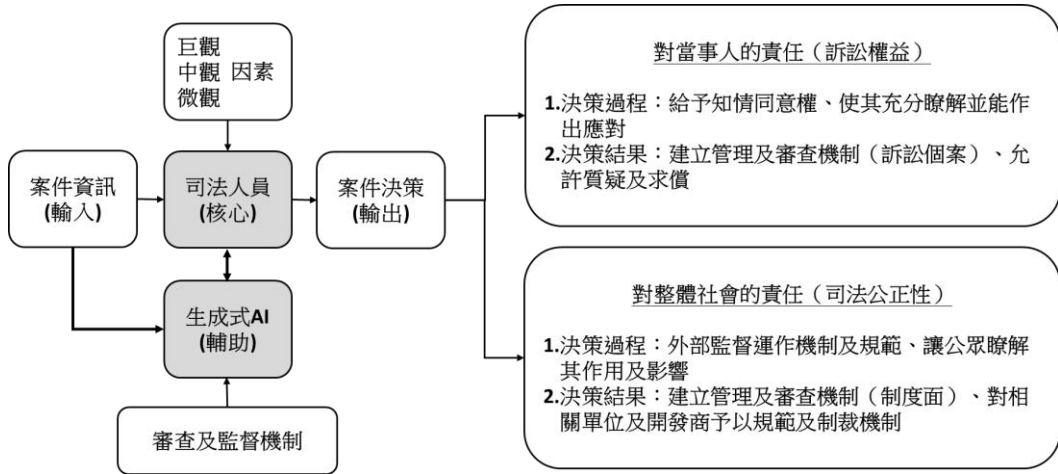 巨觀
中觀 因素
微觀
案件資訊
(輸入)
司法人員
(核心)
案件決策
(輸出)
生成式AI
(輔助)
審查及監督機制
對當事人的責任（訴訟權益）
1.決策過程：給予知情同意權、使其充分瞭解並能作
出應對
2.決策結果：建立管理及審查機制（訴訟個案）、允
許質疑及求償
對整體社會的責任（司法公正性）
1.決策過程：外部監督運作機制及規範、讓公眾瞭解
其作用及影響
2.決策結果：建立管理及審查機制（制度面）、對相
關單位及開發商予以規範及制裁機制